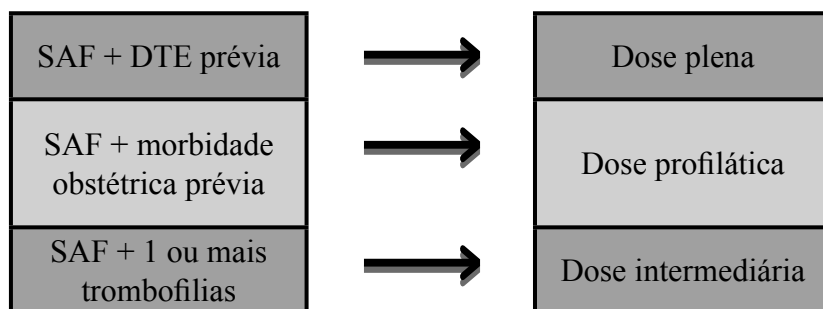 SAF + DTE prévia
Dose plena
SAF + morbidade
obstétrica prévia
Dose profilática
SAF + 1 ou mais
trombofilias
Dose intermediária